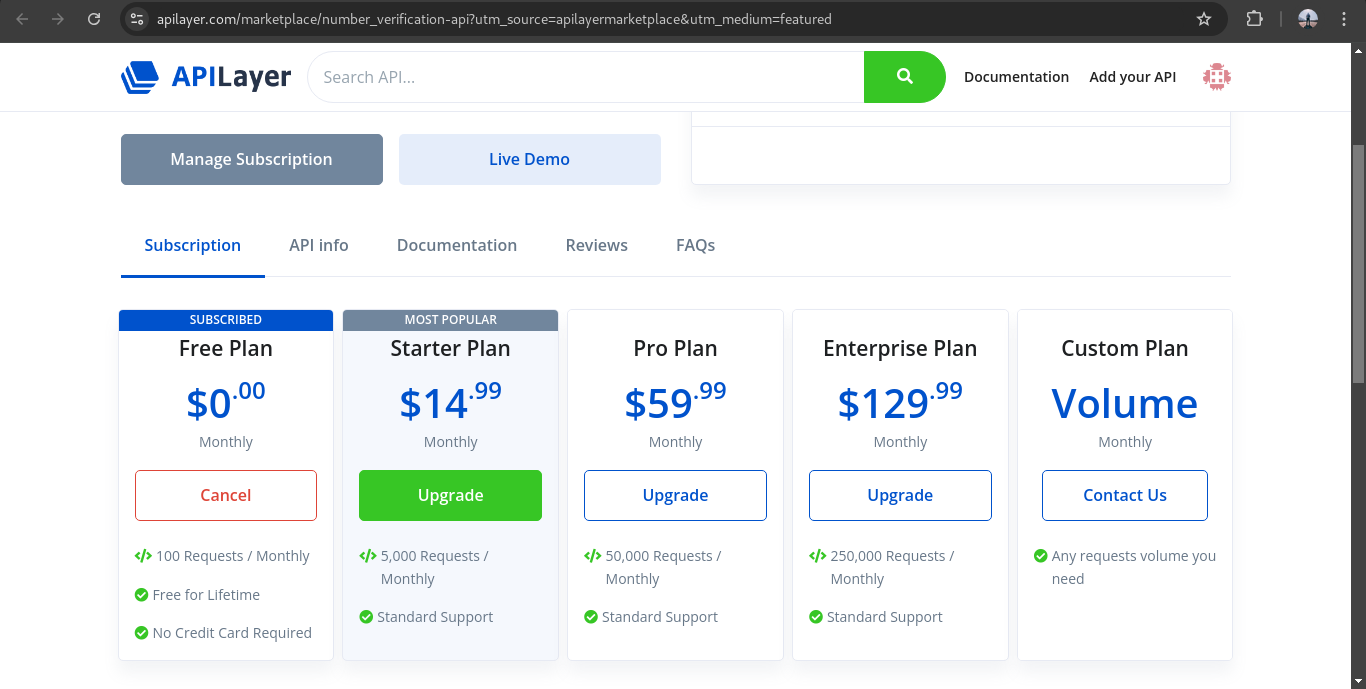 apilayer.com/marketplace/number_verification-api?utm_source=apilayermarketplace&utm_medium=featured
APILayer
Search API...
Documentation
Add your API
Manage Subscription
Live Demo
Subscription
API info
Documentation
Reviews
FAQs
SUBSCRIBED
Free Plan
$0.00
Monthly
Cancel
100 Requests / Monthly
Free for Lifetime
No Credit Card Required
MOST POPULAR
Starter Plan
$14.99
Monthly
Upgrade
5,000 Requests /
Monthly
Standard Support
Pro Plan
$59.99
Monthly
Upgrade
50,000 Requests /
Monthly
Standard Support
Enterprise Plan
$129.99
Monthly
Upgrade
250,000 Requests /
Monthly
Standard Support
Custom Plan
Volume
Monthly
Contact Us
Any requests volume you
need